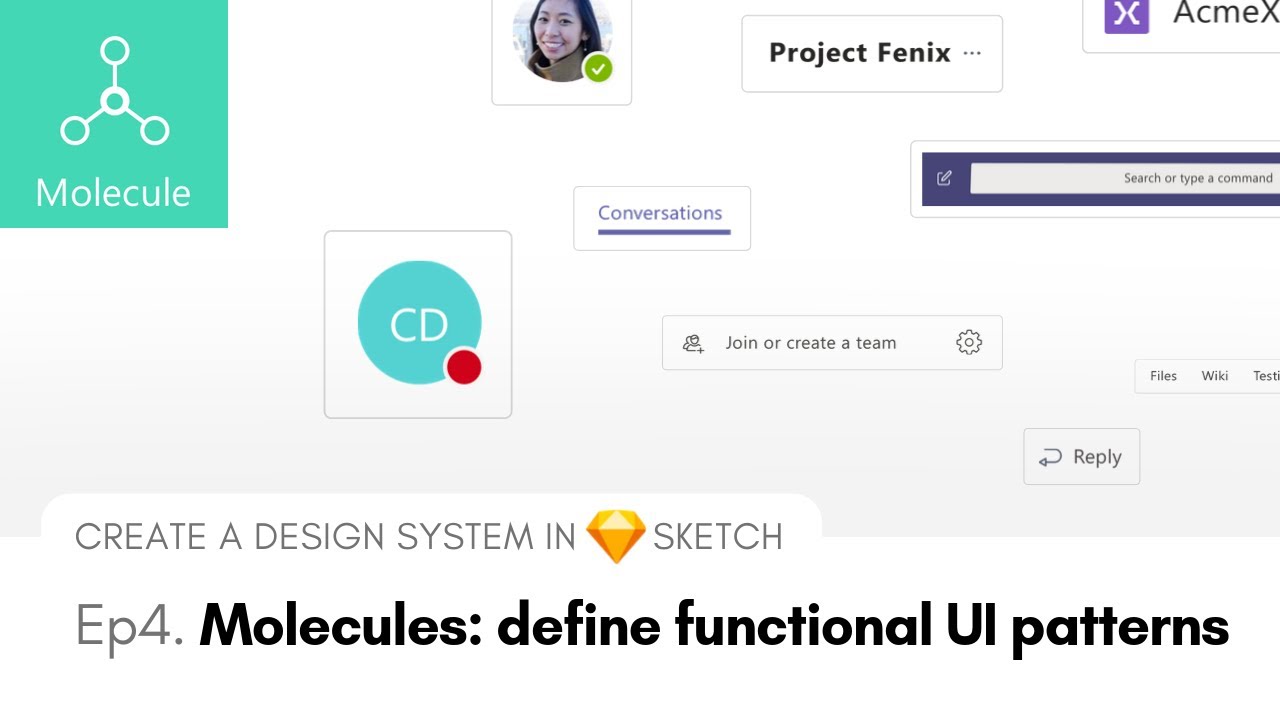 Project Fenix ...
AcmeX
Molecule
Search or type a command
Conversations
CD
Join or create a team
Files Wiki Testi
Reply
CREATE A DESIGN SYSTEM IN SKETCH
Ep4. Molecules: define functional UI patterns